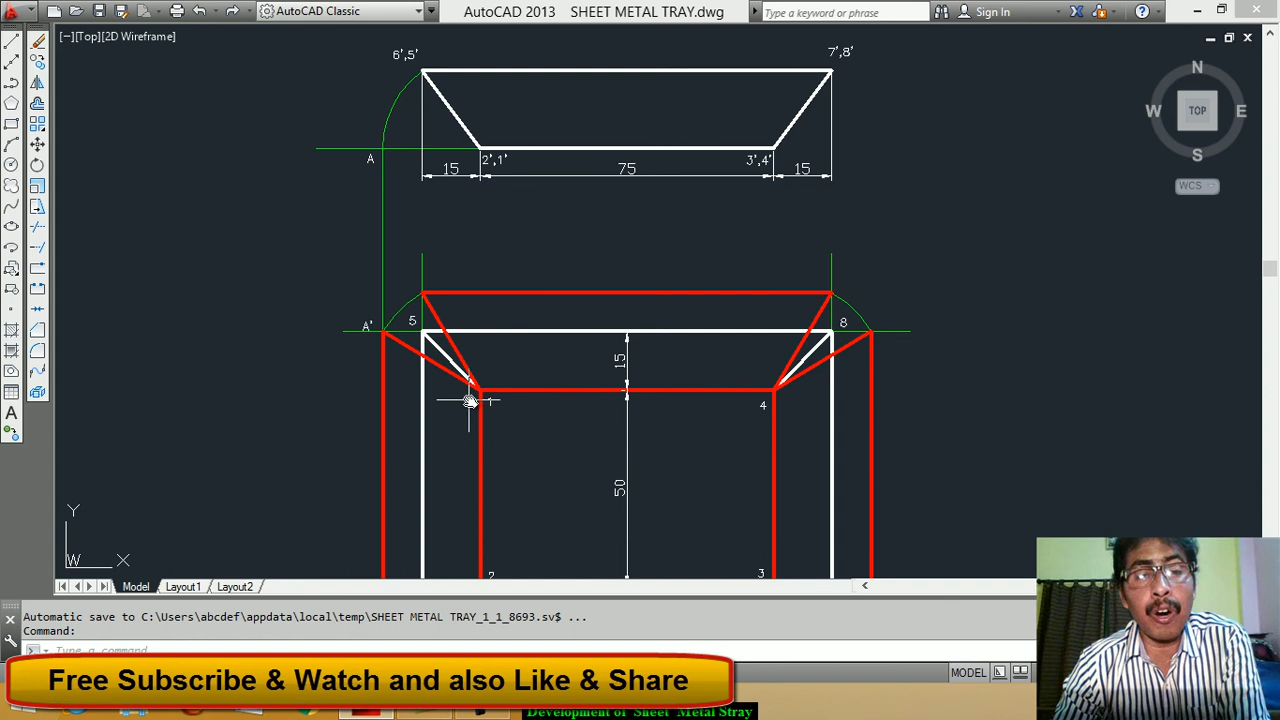 AutoCAD Classic
AutoCAD 2013 SHEET METAL TRAY.dwg
Type a keyword or phrase
Sign In
[−][Top][2D Wireframe]
N
W TOP E
S
WCS
6',5'
7',8'
A
2',1'
3',4'
15
75
15
A'
5
8
15
1
4
50
2
3
Y
W X
Model Layout1 Layout2
Automatic save to C:\Users\abcdef\appdata\local\temp\SHEET METAL TRAY_1_1_8693.sv$ ...
Command:
Type a command
MODEL
Free Subscribe & Watch and also Like & Share
Development of Sheet Metal Stray